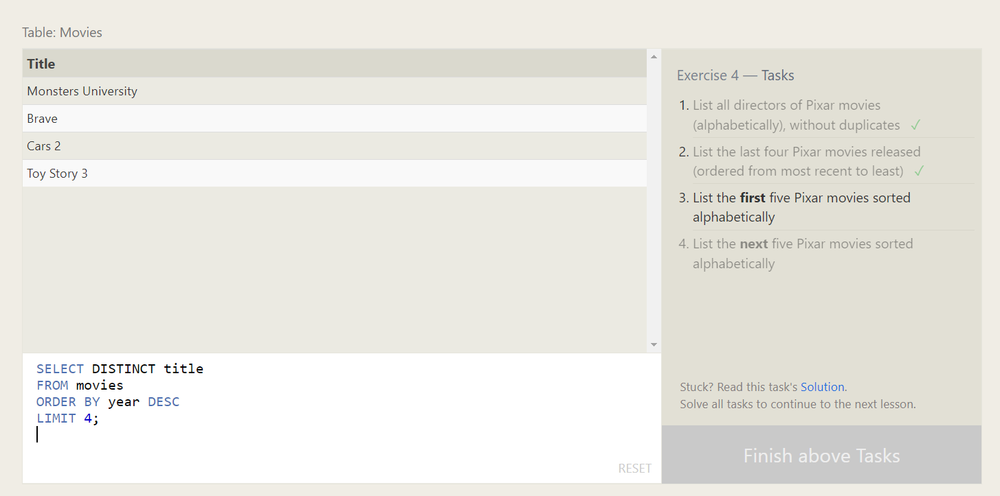 Table: Movies
Title
Monsters University
Brave
Cars 2
Toy Story 3
SELECT DISTINCT title
FROM movies
ORDER BY year DESC
LIMIT 4;
RESET
Exercise 4 — Tasks
1. List all directors of Pixar movies
(alphabetically), without duplicates ✓
2. List the last four Pixar movies released
(ordered from most recent to least) ✓
3. List the first five Pixar movies sorted
alphabetically
4. List the next five Pixar movies sorted
alphabetically
Stuck? Read this task's Solution.
Solve all tasks to continue to the next lesson.
Finish above Tasks